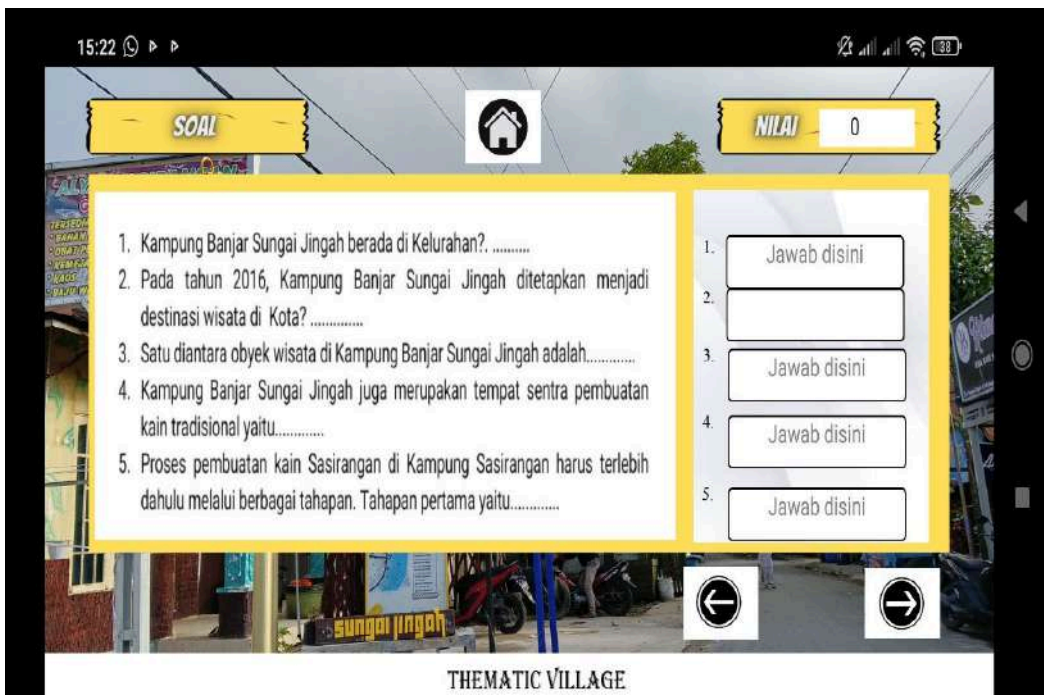 15:22
38
SOAL
NILAI 0
1. Kampung Banjar Sungai Jingah berada di Kelurahan?. ..........
2. Pada tahun 2016, Kampung Banjar Sungai Jingah ditetapkan menjadi
destinasi wisata di Kota? ..............
3. Satu diantara obyek wisata di Kampung Banjar Sungai Jingah adalah.............
4. Kampung Banjar Sungai Jingah juga merupakan tempat sentra pembuatan
kain tradisional yaitu.............
5. Proses pembuatan kain Sasirangan di Kampung Sasirangan harus terlebih
dahulu melalui berbagai tahapan. Tahapan pertama yaitu.............
1. Jawab disini
2.
3. Jawab disini
4. Jawab disini
5. Jawab disini
sungai jingah
THEMATIC VILLAGE